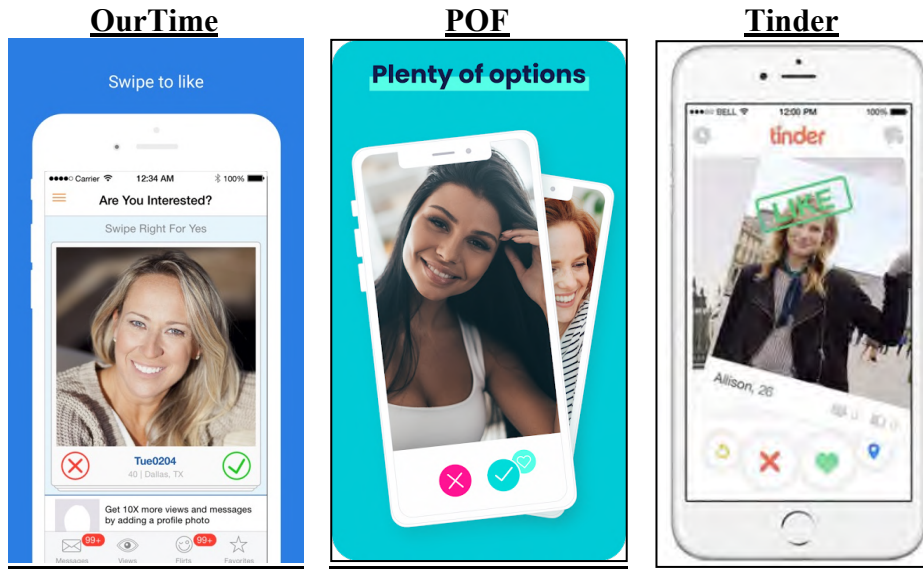 OurTime
POF
Tinder
Swipe to like
●●●●○ Carrier 12:34 AM 100%
Are You Interested?
Swipe Right For Yes
Tue0204
40 | Dallas, TX
Get 10X more views and messages
by adding a profile photo
99+
99+
Messages Views Flirts Favorites
Plenty of options
●●●○○ BELL 12:00 PM 100%
tinder
LIKE
Allison, 26
0 0